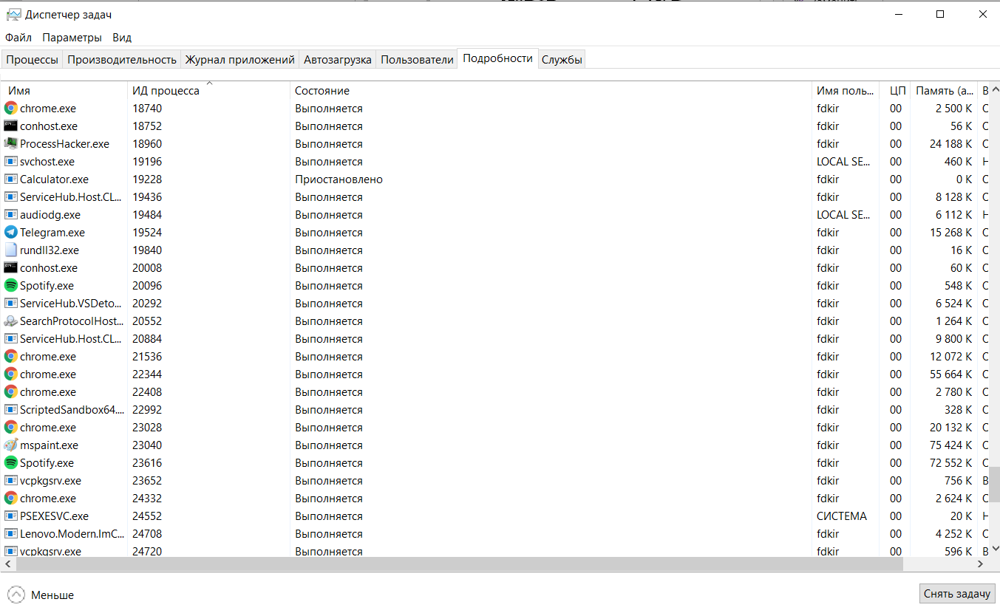 Диспетчер задач
Файл Параметры Вид
Процессы Производительность Журнал приложений Автозагрузка Пользователи Подробности Службы
Имя ИД процесса Состояние Имя поль... ЦП Память (а...
chrome.exe 18740 Выполняется fdkir 00 2 500 K
conhost.exe 18752 Выполняется fdkir 00 56 K
ProcessHacker.exe 18960 Выполняется fdkir 00 24 188 K
svchost.exe 19196 Выполняется LOCAL SE... 00 460 K
Calculator.exe 19228 Приостановлено fdkir 00 0 K
ServiceHub.Host.CL... 19436 Выполняется fdkir 00 8 128 K
audiodg.exe 19484 Выполняется LOCAL SE... 00 6 112 K
Telegram.exe 19524 Выполняется fdkir 00 15 268 K
rundll32.exe 19840 Выполняется fdkir 00 16 K
conhost.exe 20008 Выполняется fdkir 00 60 K
Spotify.exe 20096 Выполняется fdkir 00 548 K
ServiceHub.VSDeto... 20292 Выполняется fdkir 00 6 524 K
SearchProtocolHost... 20552 Выполняется fdkir 00 1 264 K
ServiceHub.Host.CL... 20884 Выполняется fdkir 00 9 800 K
chrome.exe 21536 Выполняется fdkir 00 12 072 K
chrome.exe 22344 Выполняется fdkir 00 55 664 K
chrome.exe 22408 Выполняется fdkir 00 2 780 K
ScriptedSandbox64.... 22992 Выполняется fdkir 00 328 K
chrome.exe 23028 Выполняется fdkir 00 20 132 K
mspaint.exe 23040 Выполняется fdkir 00 75 424 K
Spotify.exe 23616 Выполняется fdkir 00 72 552 K
vcpkgsrv.exe 23652 Выполняется fdkir 00 756 K
chrome.exe 24332 Выполняется fdkir 00 2 624 K
PSEXESVC.exe 24552 Выполняется СИСТЕМА 00 20 K
Lenovo.Modern.ImC... 24708 Выполняется fdkir 00 4 252 K
vcpkgsrv.exe 24720 Выполняется fdkir 00 596 K
Меньше Снять задачу